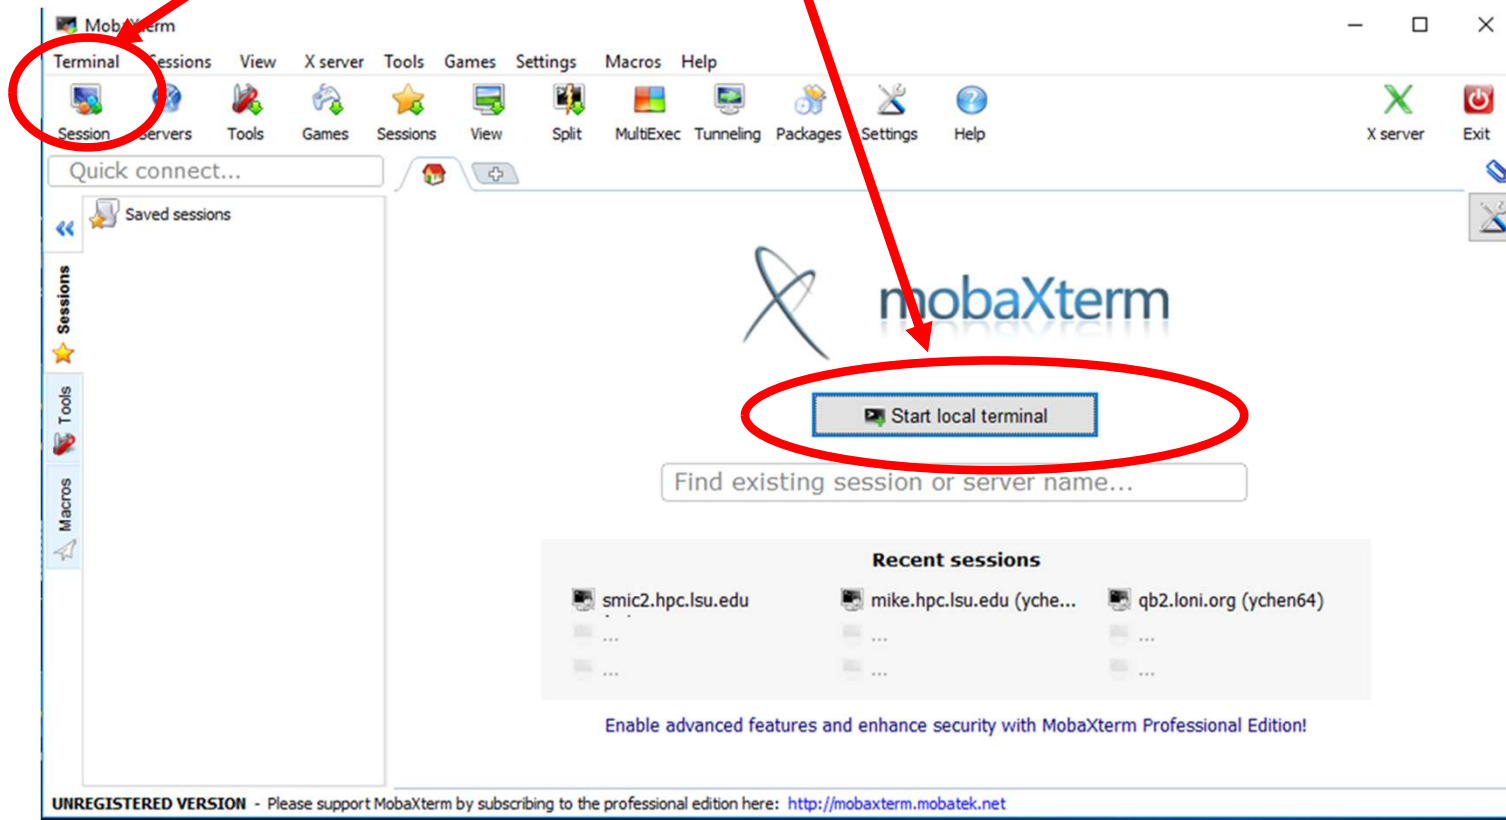 MobaXterm
Terminal Sessions View X server Tools Games Settings Macros Help
Session Servers Tools Games Sessions View Split MultiExec Tunneling Packages Settings Help X server Exit
Quick connect...
Saved sessions
Sessions
Tools
Macros
mobaXterm
Start local terminal
Find existing session or server name...
Recent sessions
smic2.hpc.lsu.edu mike.hpc.lsu.edu (yche... qb2.loni.org (ychen64)
... ... ...
... ... ...
Enable advanced features and enhance security with MobaXterm Professional Edition!
UNREGISTERED VERSION - Please support MobaXterm by subscribing to the professional edition here: http://mobaxterm.mobatek.net